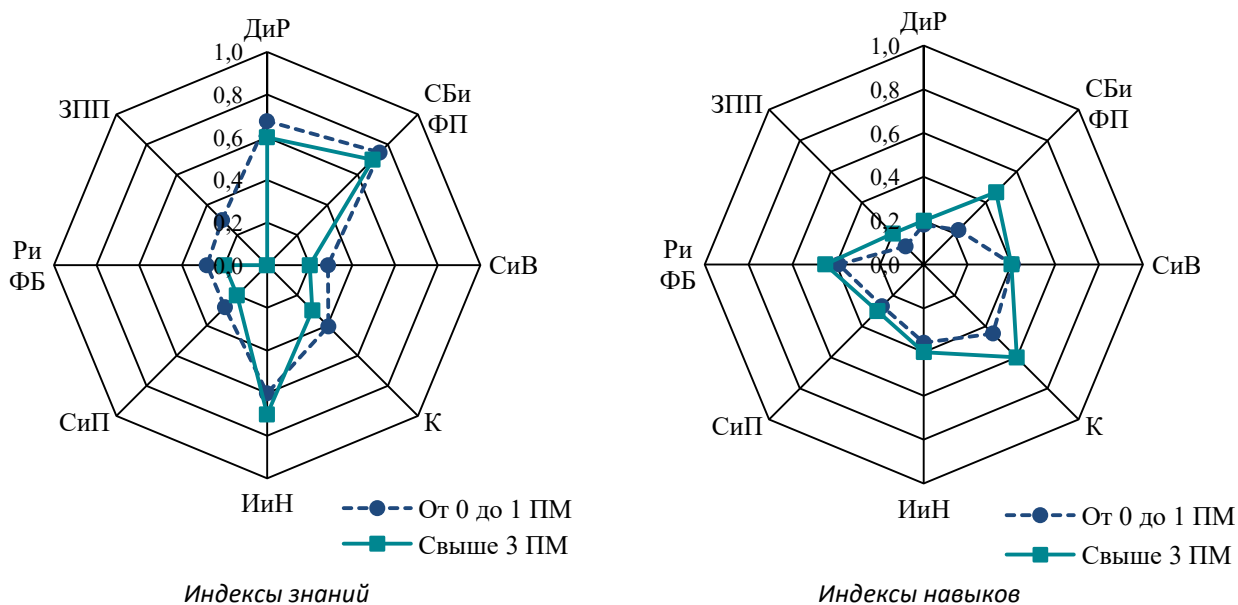 ДиР
1,0
0,8
0,6
0,4
0,2
0,0
СБи
ФП
СиВ
К
ИиН
СиП
Ри
ФБ
ЗПП
От 0 до 1 ПМ
Свыше 3 ПМ
Индексы знаний
ДиР
1,0
0,8
0,6
0,4
0,2
0,0
СБи
ФП
СиВ
К
ИиН
СиП
Ри
ФБ
ЗПП
От 0 до 1 ПМ
Свыше 3 ПМ
Индексы навыков